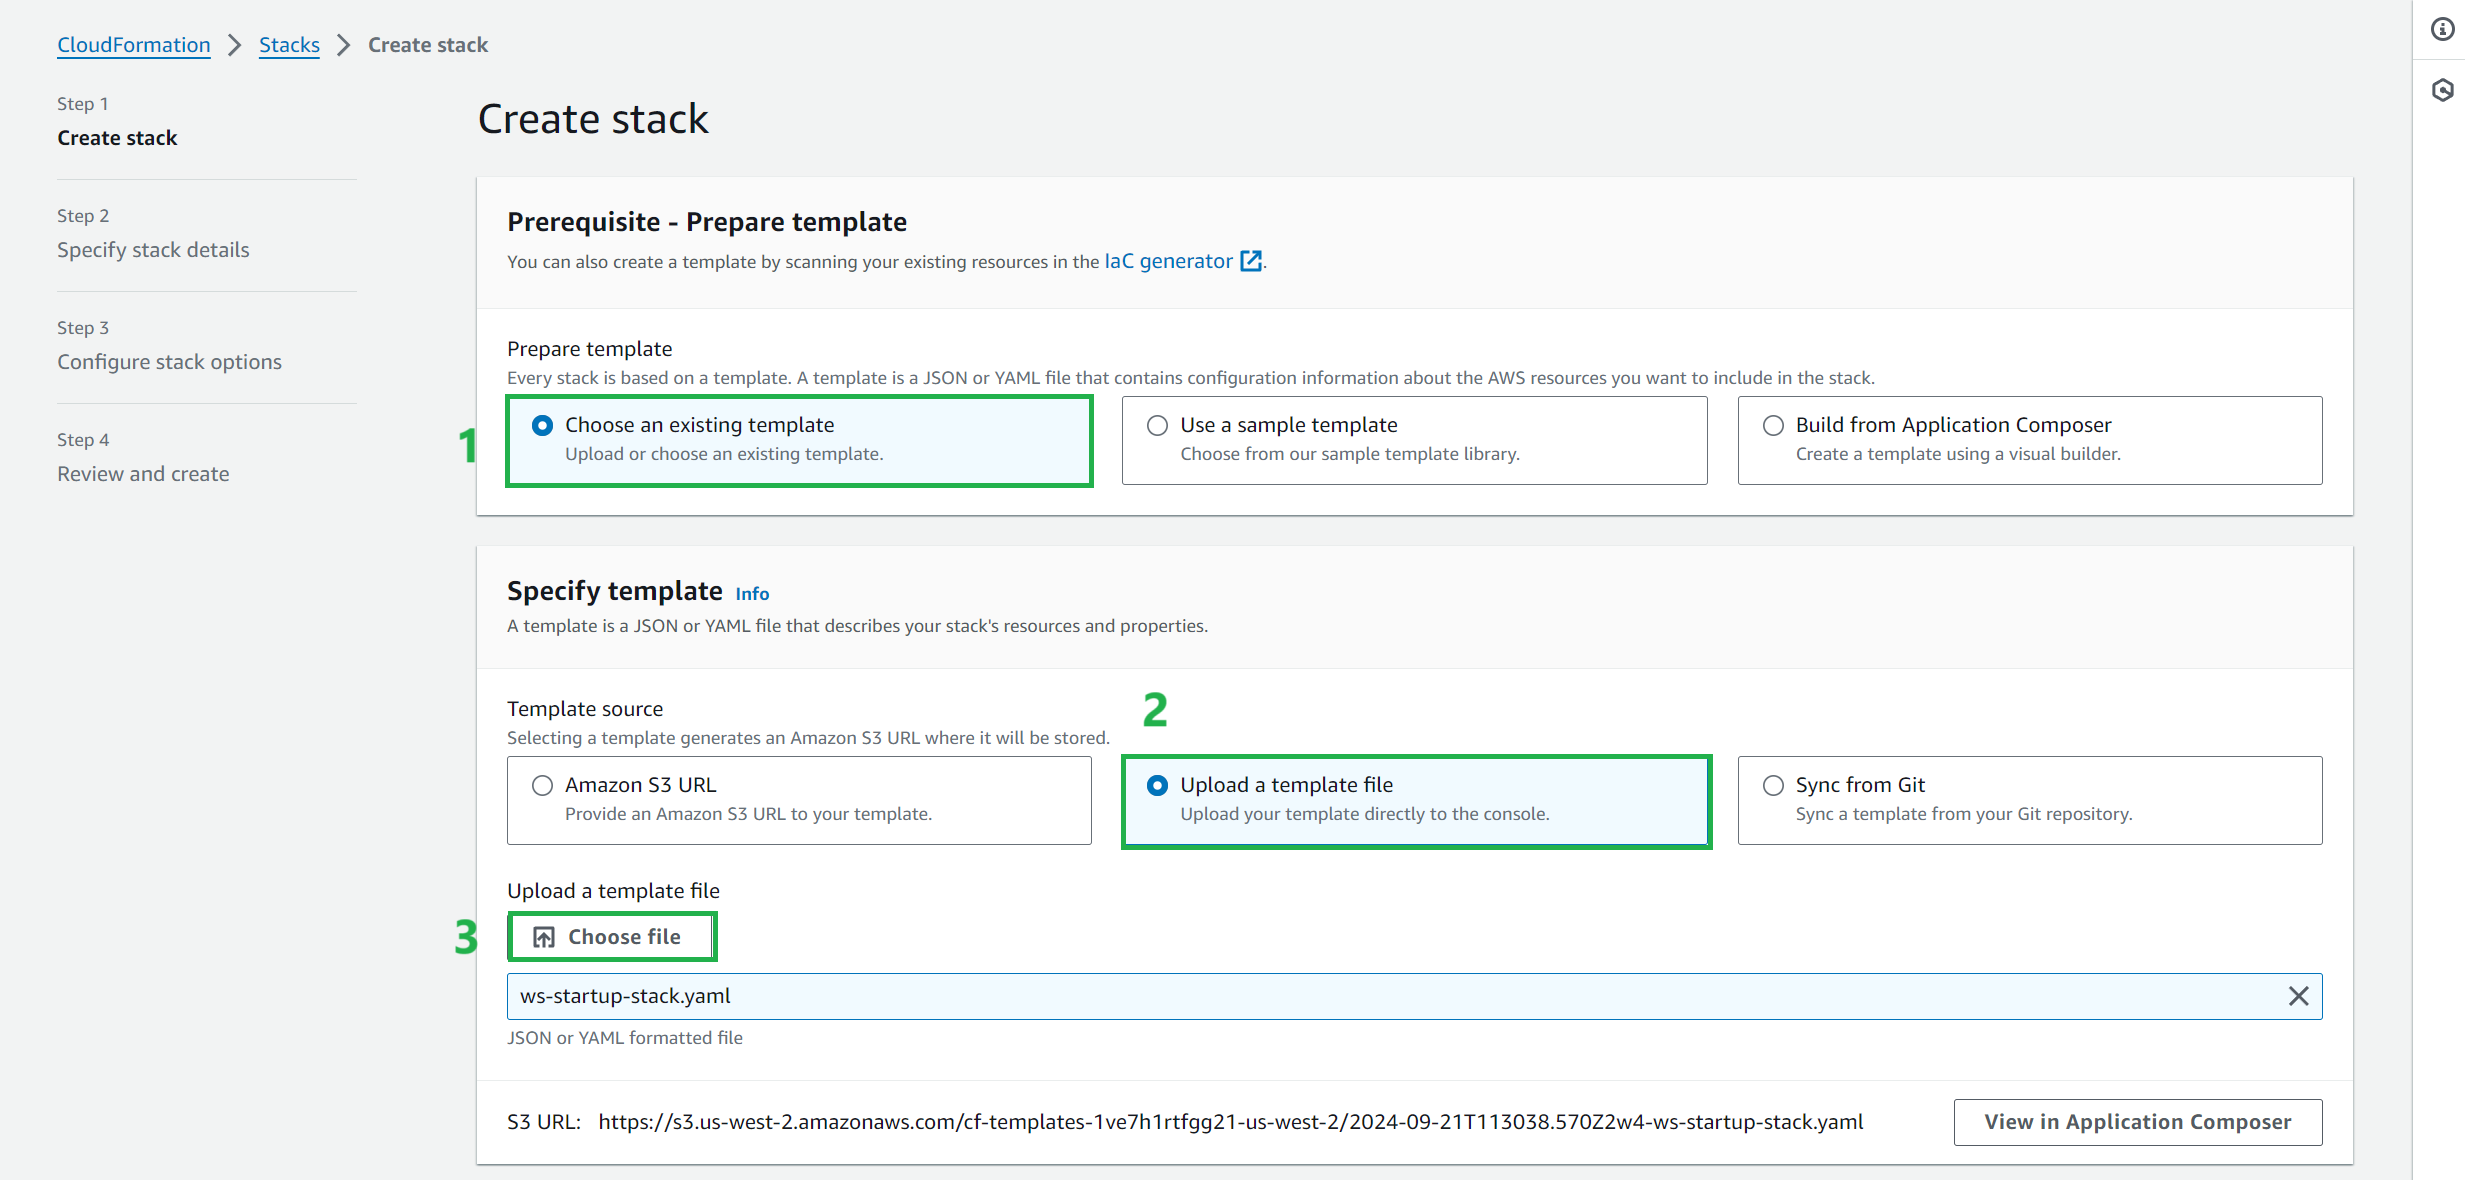 CloudFormation > Stacks > Create stack
Step 1
Create stack
Step 2
Specify stack details
Step 3
Configure stack options
Step 4
Review and create
Create stack
Prerequisite - Prepare template
You can also create a template by scanning your existing resources in the IaC generator.
Prepare template
Every stack is based on a template. A template is a JSON or YAML file that contains configuration information about the AWS resources you want to include in the stack.
1
Choose an existing template
Upload or choose an existing template.
Use a sample template
Choose from our sample template library.
Build from Application Composer
Create a template using a visual builder.
Specify template Info
A template is a JSON or YAML file that describes your stack's resources and properties.
Template source
Selecting a template generates an Amazon S3 URL where it will be stored.
2
Amazon S3 URL
Provide an Amazon S3 URL to your template.
Upload a template file
Upload your template directly to the console.
Sync from Git
Sync a template from your Git repository.
Upload a template file
3
Choose file
ws-startup-stack.yaml
JSON or YAML formatted file
S3 URL: https://s3.us-west-2.amazonaws.com/cf-templates-1ve7h1rtfgg21-us-west-2/2024-09-21T113038.570Z2w4-ws-startup-stack.yaml
View in Application Composer